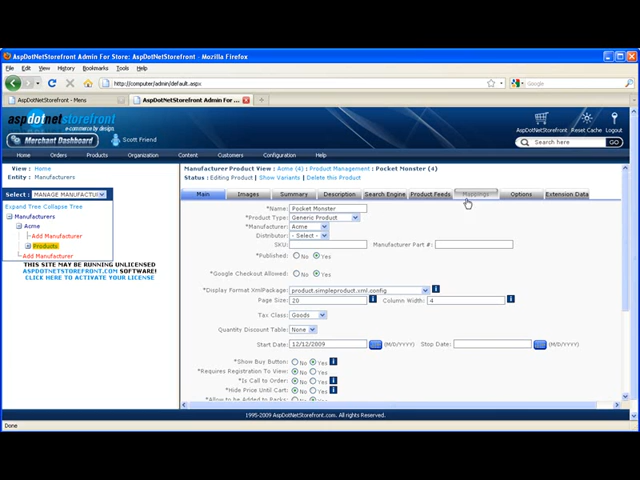 AspDotNetStorefront Admin For Store: AspDotNetStorefront - Mozilla Firefox
File Edit View History Bookmarks Tools Help
http://computer/admin/default.aspx
Google
AspDotNetStorefront - Mens
AspDotNetStorefront Admin For S...
aspdotnetstorefront
e-commerce by design.
AspDotNetStorefront Reset Cache Logout
Merchant Dashboard Scott Friend
Search here GO
Home Orders Products Organization Content Customers Configuration Help
View : Home
Entity : Manufacturers
Manufacturer Product View : Acme (4) : Product Management : Pocket Monster (4)
Status : Editing Product : Show Variants : Delete this Product
Select : MANAGE MANUFACTU
Main Images Summary Description Search Engine Product Feeds Mappings Options Extension Data
Expand Tree Collapse Tree
Manufacturers
Acme
Add Manufacturer
Products
Add Manufacturer
THIS SITE MAY BE RUNNING UNLICENSED
ASPDOTNETSTOREFRONT.COM SOFTWARE!
CLICK HERE TO ACTIVATE YOUR LICENSE
*Name: Pocket Monster
*Product Type: Generic Product
*Manufacturer: Acme
Distributor: - Select -
SKU: Manufacturer Part #:
*Published: No Yes
*Google Checkout Allowed: No Yes
*Display Format XmlPackage: product.simpleproduct.xml.config
Page Size: 20 Column Width: 4
Tax Class: Goods
Quantity Discount Table: None
Start Date: 12/12/2009 (M/D/YYYY) Stop Date: (M/D/YYYY)
*Show Buy Button: No Yes
*Requires Registration To View: No Yes
*Is Call to Order: No Yes
*Hide Price Until Cart: No Yes
1995-2009 AspDotNetStorefront.com. All rights reserved.
Done